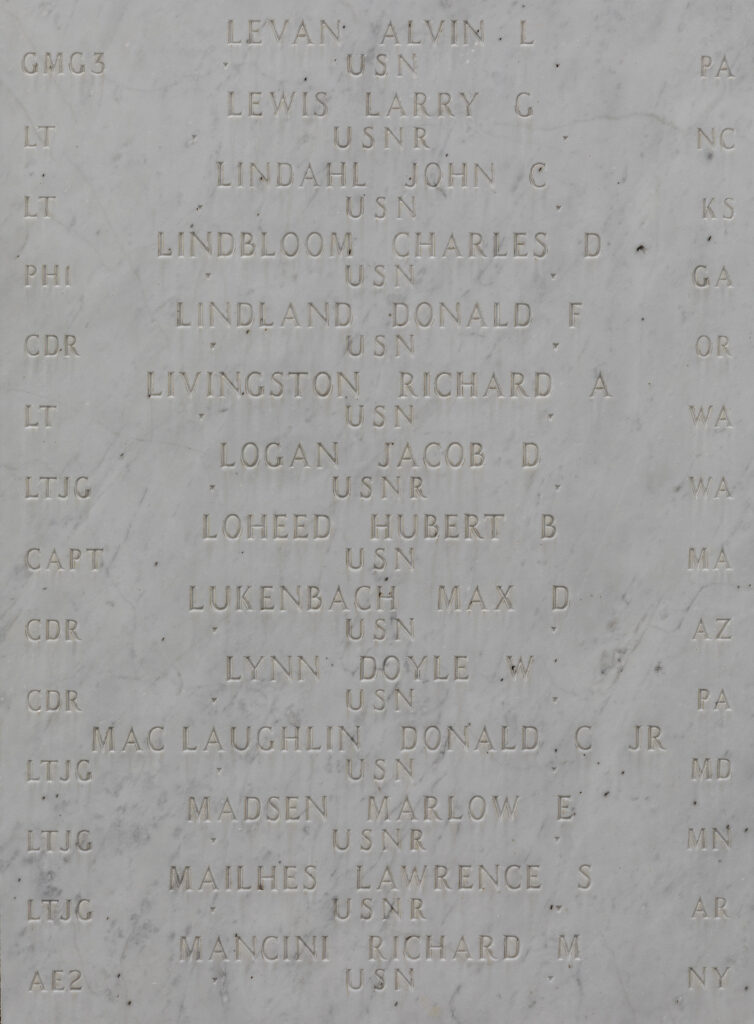 LEVAN ALVIN L
GMG3 USN PA
LEWIS LARRY G
LT USNR NC
LINDAHL JOHN C
LT USN KS
LINDBLOOM CHARLES D
PH1 USN GA
LINDLAND DONALD F
CDR USN OR
LIVINGSTON RICHARD A
LT USN WA
LOGAN JACOB D
LTJG USNR WA
LOHEED HUBERT B
CAPT USN MA
LUKENBACH MAX D
CDR USN AZ
LYNN DOYLE W
CDR USN PA
MAC LAUGHLIN DONALD C JR
LTJG USN MD
MADSEN MARLOW E
LTJG USNR MN
MAILHES LAWRENCE S
LTJG USNR AR
MANCINI RICHARD M
AE2 USN NY